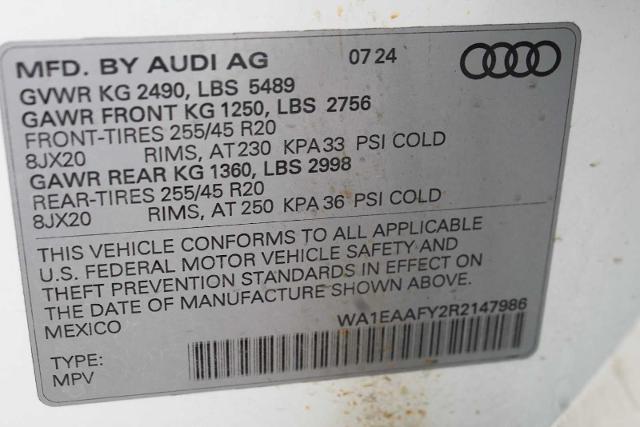 MFD. BY AUDI AG 07 24
GVWR KG 2490, LBS 5489
GAWR FRONT KG 1250, LBS 2756
FRONT-TIRES 255/45 R20
8JX20 RIMS, AT 230 KPA 33 PSI COLD
GAWR REAR KG 1360, LBS 2998
REAR-TIRES 255/45 R20
8JX20 RIMS, AT 250 KPA 36 PSI COLD
THIS VEHICLE CONFORMS TO ALL APPLICABLE
U.S. FEDERAL MOTOR VEHICLE SAFETY AND
THEFT PREVENTION STANDARDS IN EFFECT ON
THE DATE OF MANUFACTURE SHOWN ABOVE.
MEXICO
WA1EAAFY2R2147986
TYPE:
MPV